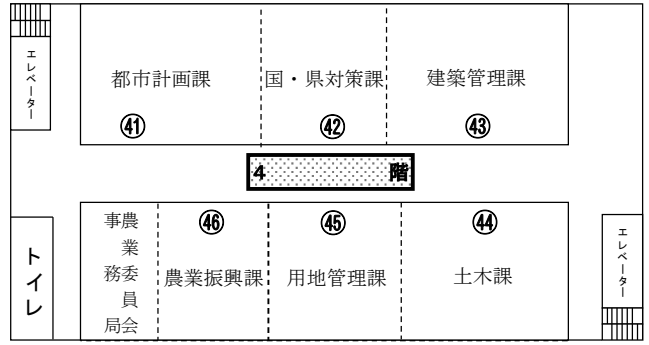 エレベーター
都市計画課
国・県対策課
建築管理課
㊶
㊷
㊸
4 階
トイレ
農業委員会
事務局
㊻
農業振興課
㊺
用地管理課
㊹
土木課
エレベーター